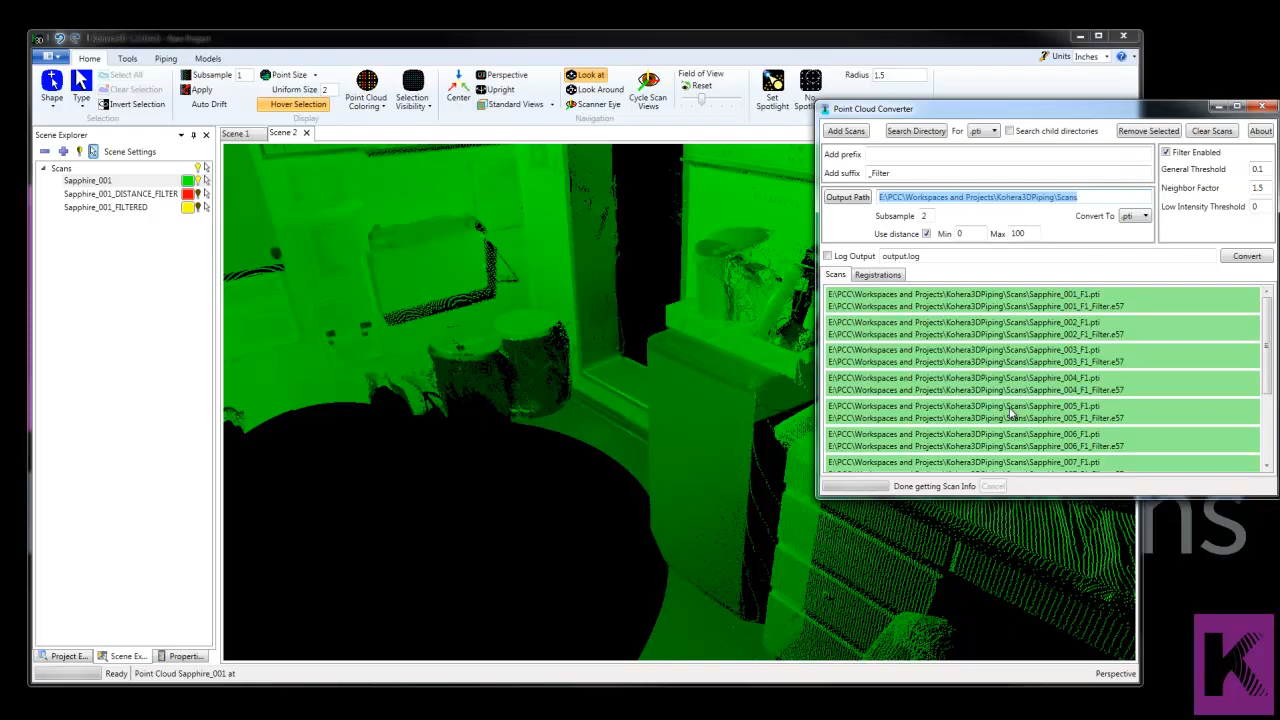 Home Tools Piping Models
Units Inches
Shape
Type
Select All
Clear Selection
Invert Selection
Selection
Subsample 1
Apply
Auto Drift
Point Size
Uniform Size 2
Hover Selection
Display
Point Cloud Coloring
Selection Visibility
Center
Perspective
Upright
Standard Views
Look at
Look Around
Scanner Eye
Navigation
Cycle Scan Views
Field of View
Reset
Set Spotlight
Radius 1.5
Scene Explorer
Scene Settings
Scans
Sapphire_001
Sapphire_001_DISTANCE_FILTER
Sapphire_001_FILTERED
Scene 1
Scene 2
Project E...
Scene Ex...
Properti...
Ready Point Cloud Sapphire_001 at
Perspective
Point Cloud Converter
Add Scans Search Directory For .pti Search child directories Remove Selected Clear Scans About
Add prefix
Add suffix _Filter
Output Path E:\PCC\Workspaces and Projects\Kohera3DPiping\Scans
Subsample 2 Convert To .pti
Use distance Min 0 Max 100
Filter Enabled
General Threshold 0.1
Neighbor Factor 1.5
Low Intensity Threshold 0
Log Output output.log Convert
Scans Registrations
E:\PCC\Workspaces and Projects\Kohera3DPiping\Scans\Sapphire_001_F1.pti
E:\PCC\Workspaces and Projects\Kohera3DPiping\Scans\Sapphire_001_F1_Filter.e57
E:\PCC\Workspaces and Projects\Kohera3DPiping\Scans\Sapphire_002_F1.pti
E:\PCC\Workspaces and Projects\Kohera3DPiping\Scans\Sapphire_002_F1_Filter.e57
E:\PCC\Workspaces and Projects\Kohera3DPiping\Scans\Sapphire_003_F1.pti
E:\PCC\Workspaces and Projects\Kohera3DPiping\Scans\Sapphire_003_F1_Filter.e57
E:\PCC\Workspaces and Projects\Kohera3DPiping\Scans\Sapphire_004_F1.pti
E:\PCC\Workspaces and Projects\Kohera3DPiping\Scans\Sapphire_004_F1_Filter.e57
E:\PCC\Workspaces and Projects\Kohera3DPiping\Scans\Sapphire_005_F1.pti
E:\PCC\Workspaces and Projects\Kohera3DPiping\Scans\Sapphire_005_F1_Filter.e57
E:\PCC\Workspaces and Projects\Kohera3DPiping\Scans\Sapphire_006_F1.pti
E:\PCC\Workspaces and Projects\Kohera3DPiping\Scans\Sapphire_006_F1_Filter.e57
E:\PCC\Workspaces and Projects\Kohera3DPiping\Scans\Sapphire_007_F1.pti
Done getting Scan Info Cancel
ns
K